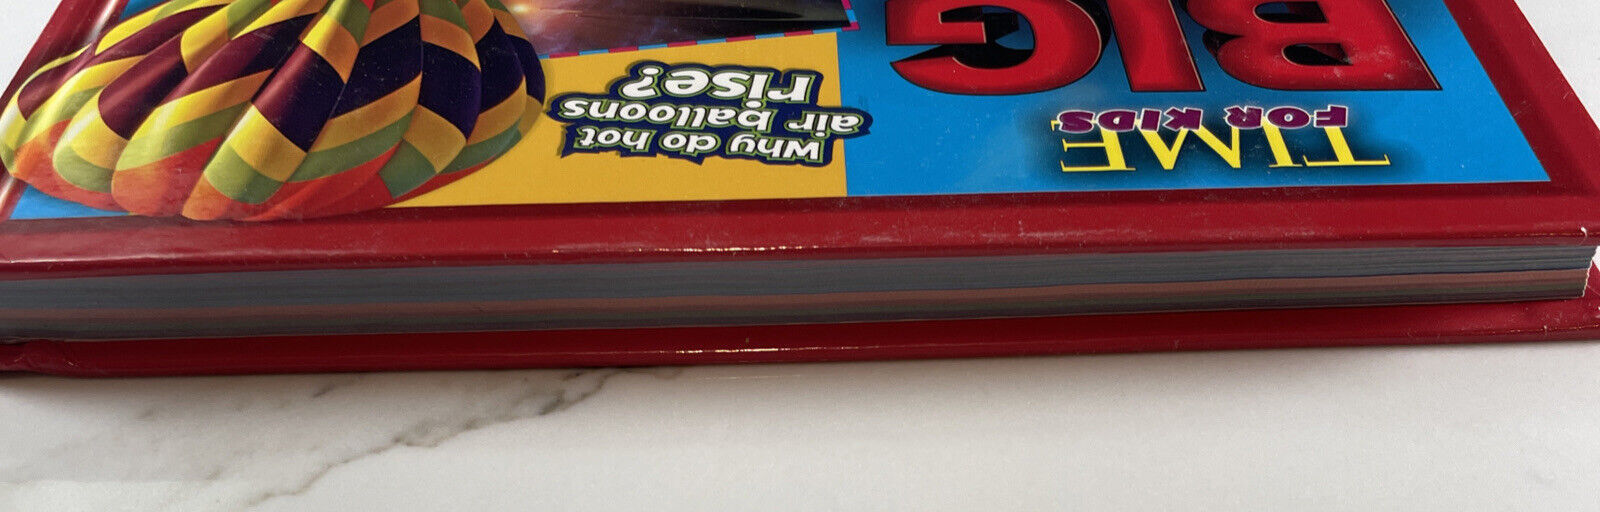 TIME
FOR KIDS
BIG
Why do hot
air balloons
rise?